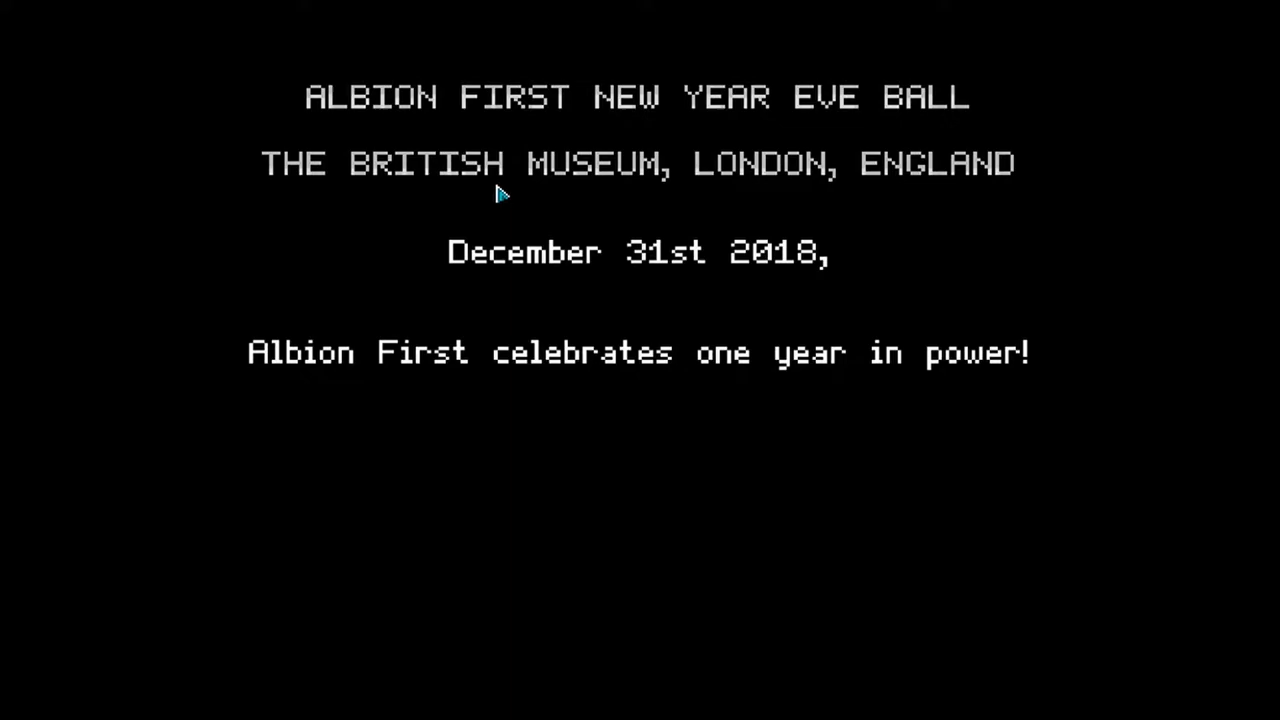 ALBION FIRST NEW YEAR EVE BALL
THE BRITISH MUSEUM, LONDON, ENGLAND
December 31st 2018,
Albion First celebrates one year in power!